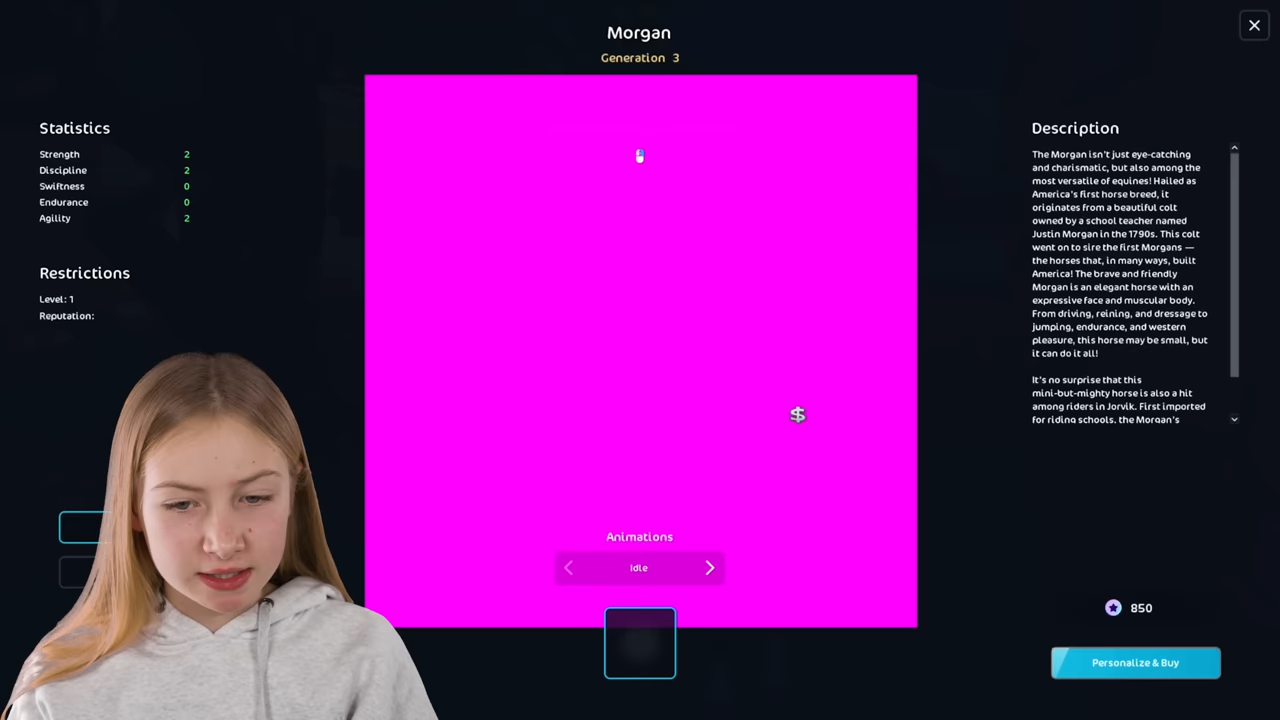 Morgan
Generation 3
Statistics
Strength 2
Discipline 2
Swiftness 0
Endurance 0
Agility 2
Restrictions
Level: 1
Reputation:
Animations
Idle
Description
The Morgan isn't just eye-catching
and charismatic, but also among the
most versatile of equines! Hailed as
America's first horse breed, it
originates from a beautiful colt
owned by a school teacher named
Justin Morgan in the 1790s. This colt
went on to sire the first Morgans —
the horses that, in many ways, built
America! The brave and friendly
Morgan is an elegant horse with an
expressive face and muscular body.
From driving, reining, and dressage to
jumping, endurance, and western
pleasure, this horse may be small, but
it can do it all!
It's no surprise that this
mini-but-mighty horse is also a hit
among riders in Jorvik. First imported
for riding schools, the Morgan's
850
Personalize & Buy